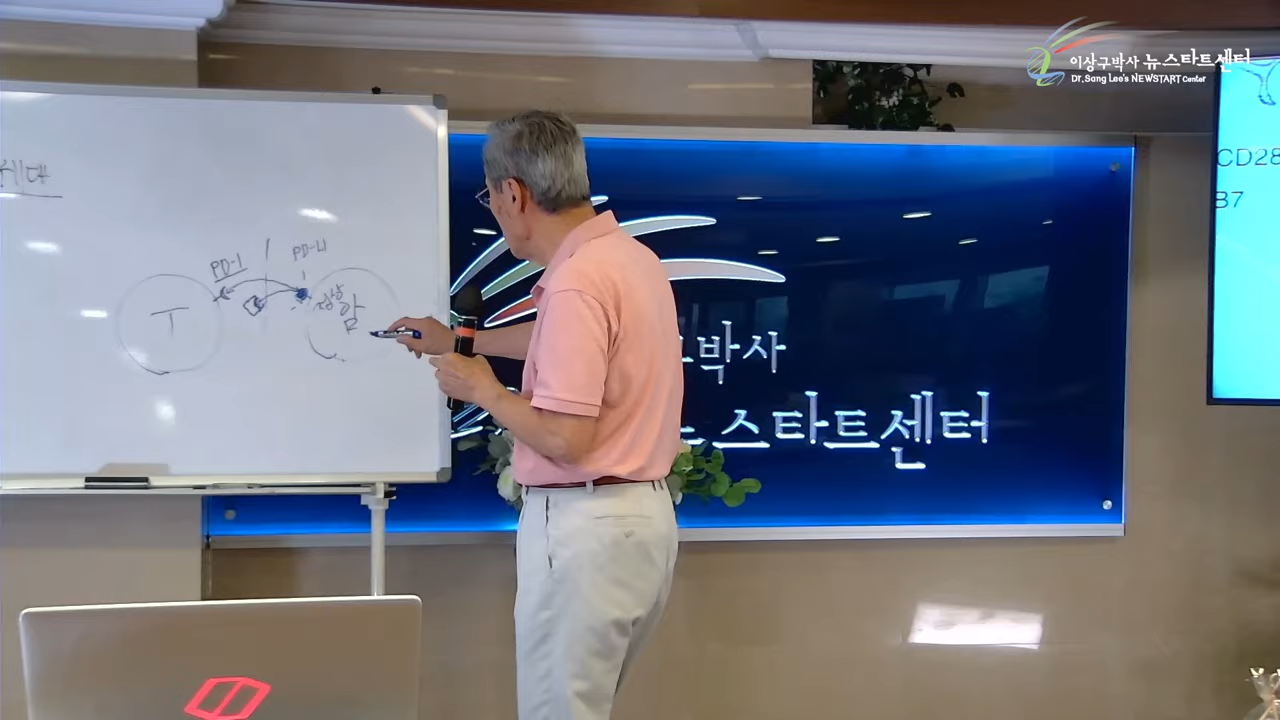 이상구박사 뉴스타트센터
Dr.Sang Lee's NEWSTART Center
CD28
B7
PD-1
PD-L1
T
정상
암
박사
뉴스타트센터